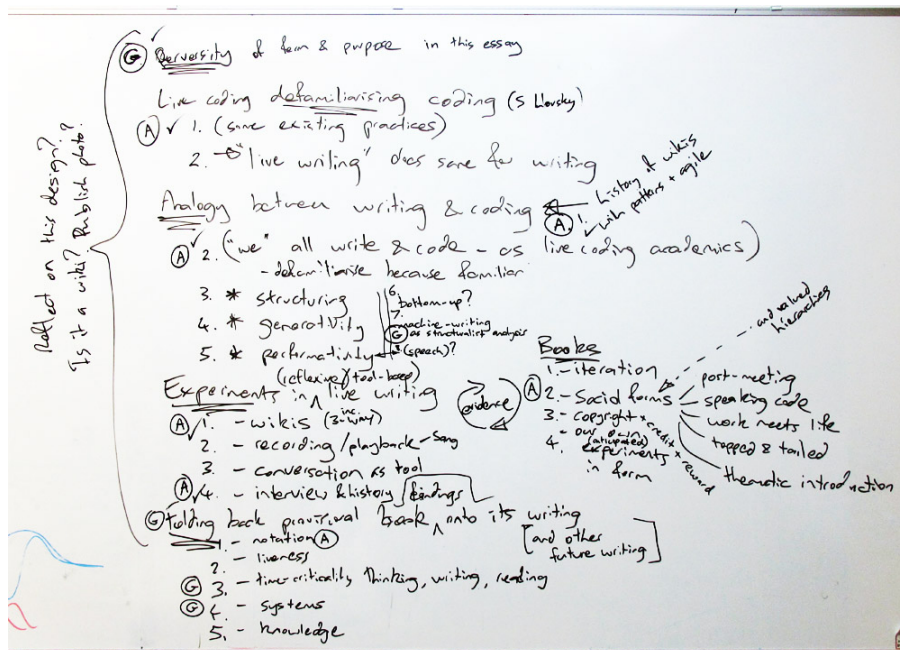 Reflect on this design?
Is it a wiki? Publish photo?
G ✓ Perversity of form & purpose in this essay
Live coding defamiliarising coding (S
A ✓ 1. (some existing practices)
2. → "live writing" does same for writing
Analogy between writing & coding
A. 1. history of wikis
✓ with patterns + agile
A ✓ 2. ("we" all write & code - as live coding academics)
- defamiliarise because familiar
3. * structuring
4. * generativity
5. * performativity
(reflexive/tool-based)
6. bottom-up?
7. machine-writing
G as structuralist analysis
8 (speech)?
Experiments in live writing
A ✓ 1. - wikis (3-way)
inc.
2. - recording/playback - song
3. - conversation as tool
A ✓ 4. - interview & history / findings
evidence
Books
1. - iteration
A 2. - Social forms
and valued hierarchies
post-meeting
speaking code
work meets life
topped & tailed
thematic introduction
3. - copyright * credit * reward
4. - our own (anticipated) experiments in form
G Folding back provisional book ^ onto its writing
[and other future writing]
1. - notation A
2. - liveness
G 3. - time-criticality thinking, writing, reading
G 4. - systems
5. - knowledge